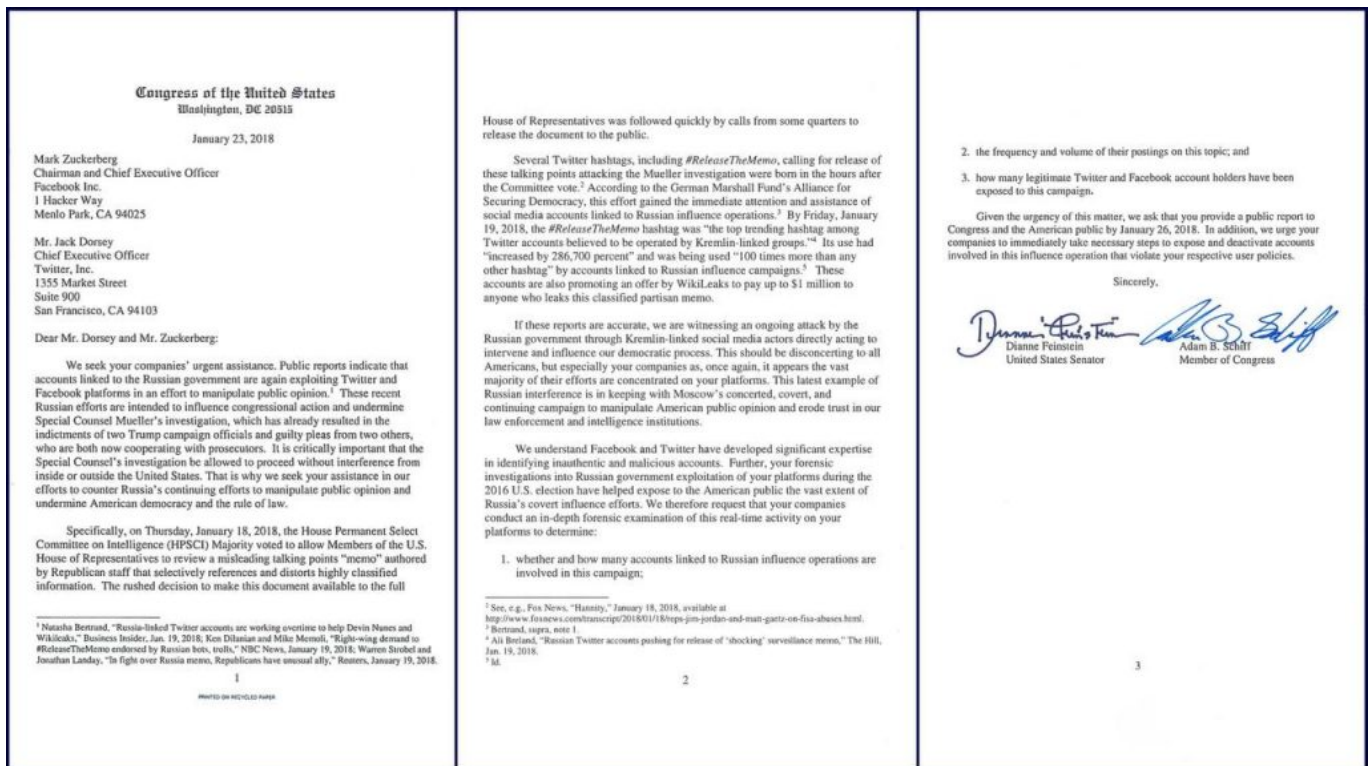 Congress of the United States
Washington, DC 20515
January 23, 2018
Mark Zuckerberg
Chairman and Chief Executive Officer
Facebook Inc.
1 Hacker Way
Menlo Park, CA 94025
Mr. Jack Dorsey
Chief Executive Officer
Twitter, Inc.
1355 Market Street
Suite 900
San Francisco, CA 94103
Dear Mr. Dorsey and Mr. Zuckerberg:
We seek your companies' urgent assistance. Public reports indicate that
accounts linked to the Russian government are again exploiting Twitter and
Facebook platforms in an effort to manipulate public opinion.¹ These recent
Russian efforts are intended to influence congressional action and undermine
Special Counsel Mueller's investigation, which has already resulted in the
indictments of two Trump campaign officials and guilty pleas from two others,
who are both now cooperating with prosecutors. It is critically important that the
Special Counsel's investigation be allowed to proceed without interference from
inside or outside the United States. That is why we seek your assistance in our
efforts to counter Russia's continuing efforts to manipulate public opinion and
undermine American democracy and the rule of law.
Specifically, on Thursday, January 18, 2018, the House Permanent Select
Committee on Intelligence (HPSCI) Majority voted to allow Members of the U.S.
House of Representatives to review a misleading talking points "memo" authored
by Republican staff that selectively references and distorts highly classified
information. The rushed decision to make this document available to the full
¹ Natasha Bertrand, "Russia-linked Twitter accounts are working overtime to help Devin Nunes and
Wikileaks," Business Insider, Jan. 19, 2018; Ken Dilanian and Mike Memoli, "Right-wing demand to
#ReleaseTheMemo endorsed by Russian bots, trolls," NBC News, January 19, 2018; Warren Strobel and
Jonathan Landay, "In fight over Russia memo, Republicans have unusual ally," Reuters, January 19, 2018.
1
PRINTED ON RECYCLED PAPER
House of Representatives was followed quickly by calls from some quarters to
release the document to the public.
Several Twitter hashtags, including #ReleaseTheMemo, calling for release of
these talking points attacking the Mueller investigation were born in the hours after
the Committee vote.² According to the German Marshall Fund's Alliance for
Securing Democracy, this effort gained the immediate attention and assistance of
social media accounts linked to Russian influence operations.³ By Friday, January
19, 2018, the #ReleaseTheMemo hashtag was "the top trending hashtag among
Twitter accounts believed to be operated by Kremlin-linked groups."⁴ Its use had
"increased by 286,700 percent" and was being used "100 times more than any
other hashtag" by accounts linked to Russian influence campaigns.⁵ These
accounts are also promoting an offer by WikiLeaks to pay up to $1 million to
anyone who leaks this classified partisan memo.
If these reports are accurate, we are witnessing an ongoing attack by the
Russian government through Kremlin-linked social media actors directly acting to
intervene and influence our democratic process. This should be disconcerting to all
Americans, but especially your companies as, once again, it appears the vast
majority of their efforts are concentrated on your platforms. This latest example of
Russian interference is in keeping with Moscow's concerted, covert, and
continuing campaign to manipulate American public opinion and erode trust in our
law enforcement and intelligence institutions.
We understand Facebook and Twitter have developed significant expertise
in identifying inauthentic and malicious accounts. Further, your forensic
investigations into Russian government exploitation of your platforms during the
2016 U.S. election have helped expose to the American public the vast extent of
Russia's covert influence efforts. We therefore request that your companies
conduct an in-depth forensic examination of this real-time activity on your
platforms to determine:
1. whether and how many accounts linked to Russian influence operations are
involved in this campaign;
² See, e.g., Fox News, "Hannity," January 18, 2018, available at
http://www.foxnews.com/transcript/2018/01/18/reps-jim-jordan-and-matt-gaetz-on-fisa-abuses.html.
³ Bertrand, supra, note 1.
⁴ Ali Breland, "Russian Twitter accounts pushing for release of 'shocking' surveillance memo," The Hill,
Jan. 19, 2018.
⁵ Id.
2
2. the frequency and volume of their postings on this topic; and
3. how many legitimate Twitter and Facebook account holders have been
exposed to this campaign.
Given the urgency of this matter, we ask that you provide a public report to
Congress and the American public by January 26, 2018. In addition, we urge your
companies to immediately take necessary steps to expose and deactivate accounts
involved in this influence operation that violate your respective user policies.
Sincerely,
Dianne Feinstein Adam B. Schiff
Dianne Feinstein Adam B. Schiff
United States Senator Member of Congress
3